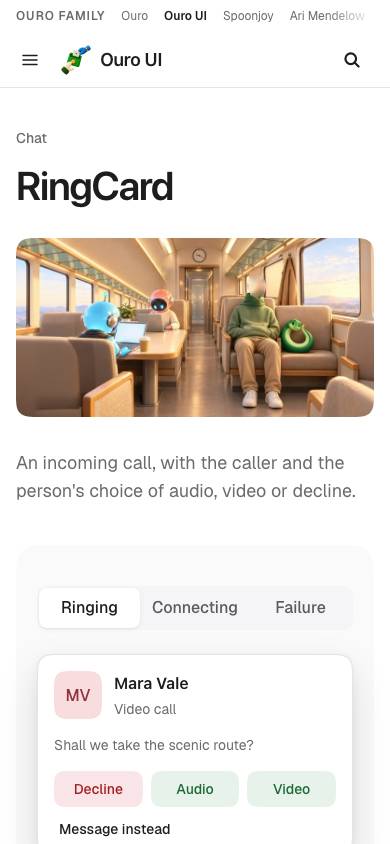 OURO FAMILY Ouro Ouro UI Spoonjoy Ari Mendelow
Ouro UI
Chat
RingCard
An incoming call, with the caller and the
person's choice of audio, video or decline.
Ringing Connecting Failure
MV
Mara Vale
Video call
Shall we take the scenic route?
Decline Audio Video
Message instead